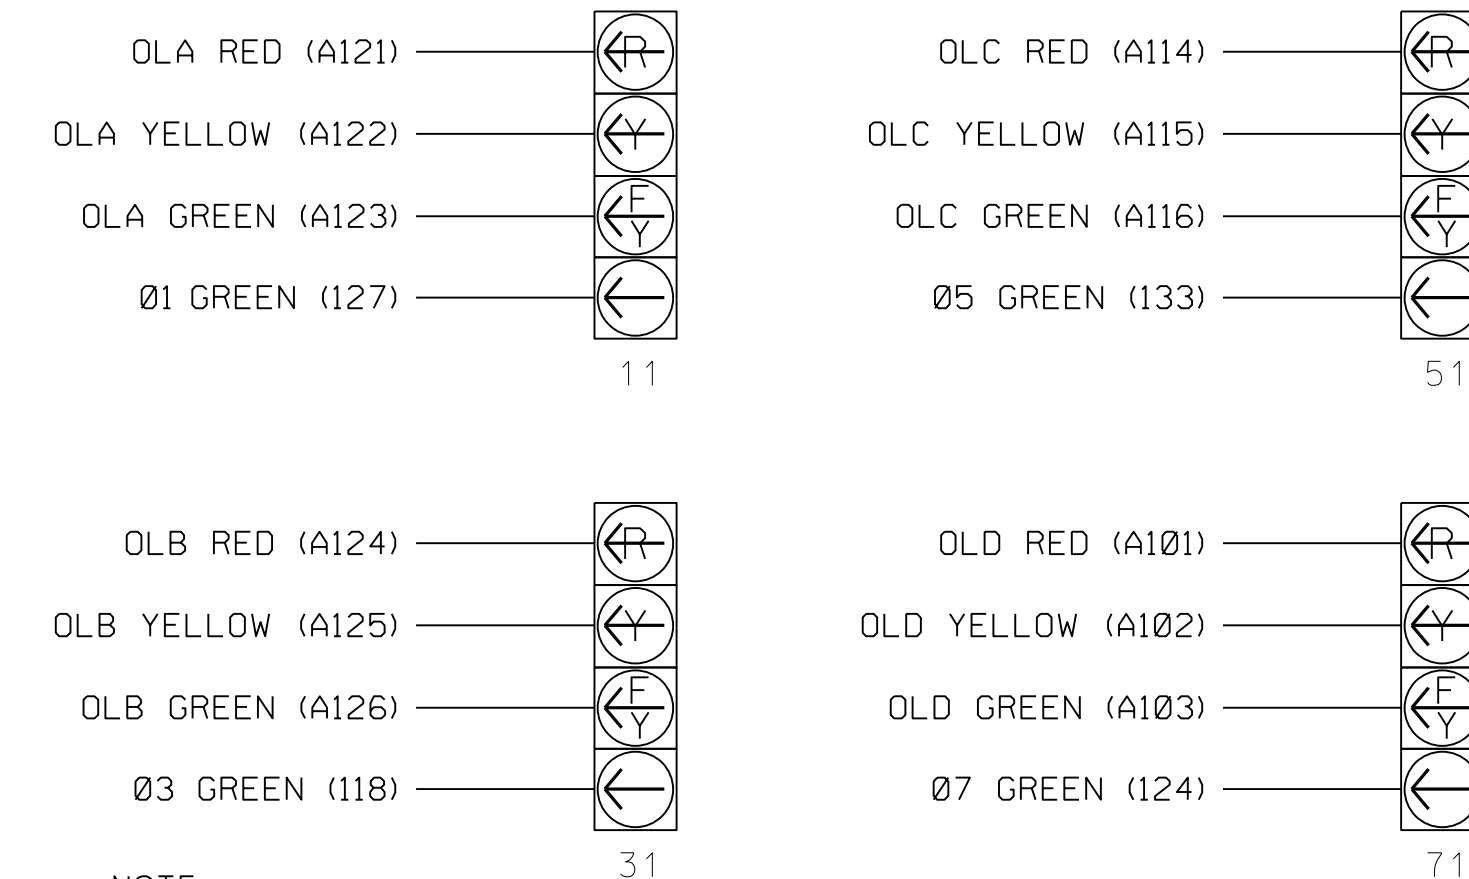 OLA RED (A121)
R
OLA YELLOW (A122)
Y
OLA GREEN (A123)
F
Y
Ø1 GREEN (127)
11
OLC RED (A114)
R
OLC YELLOW (A115)
Y
OLC GREEN (A116)
F
Y
Ø5 GREEN (133)
51
OLB RED (A124)
R
OLB YELLOW (A125)
Y
OLB GREEN (A126)
F
Y
Ø3 GREEN (118)
31
OLD RED (A1Ø1)
R
OLD YELLOW (A1Ø2)
Y
OLD GREEN (A1Ø3)
F
Y
Ø7 GREEN (124)
71
NOTE